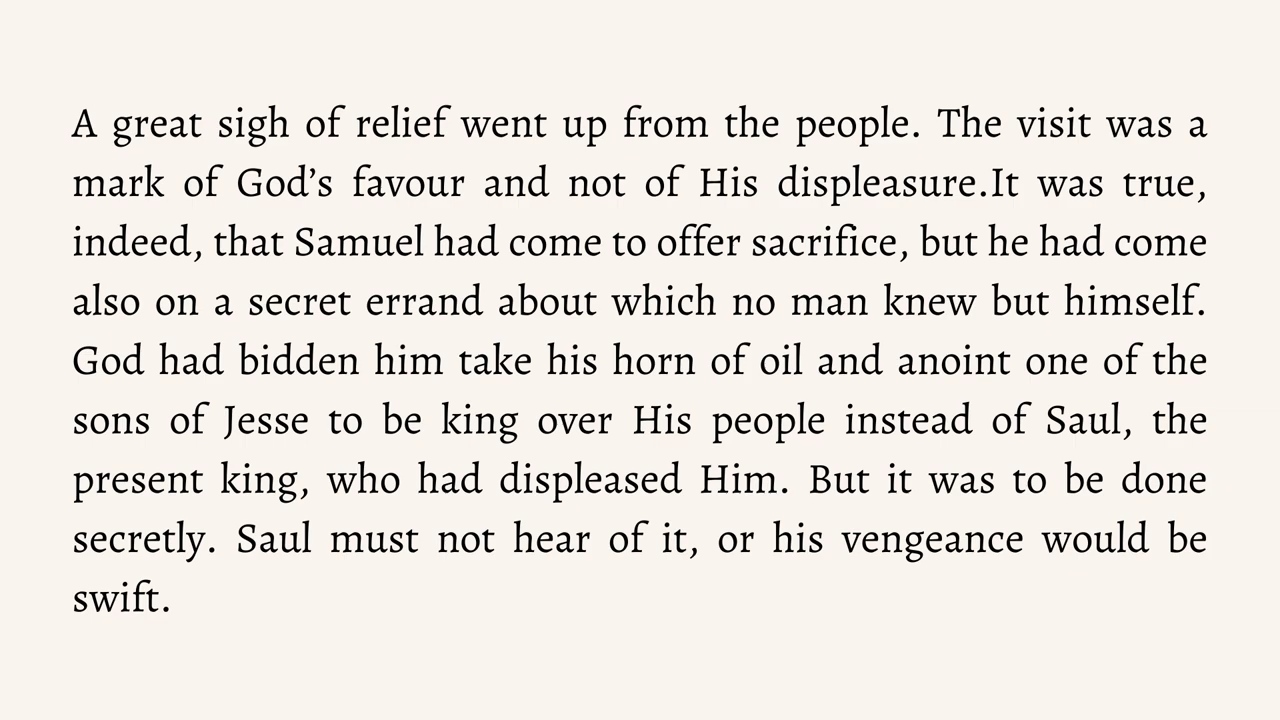 A great sigh of relief went up from the people. The visit was a
mark of God’s favour and not of His displeasure.It was true,
indeed, that Samuel had come to offer sacrifice, but he had come
also on a secret errand about which no man knew but himself.
God had bidden him take his horn of oil and anoint one of the
sons of Jesse to be king over His people instead of Saul, the
present king, who had displeased Him. But it was to be done
secretly. Saul must not hear of it, or his vengeance would be
swift.